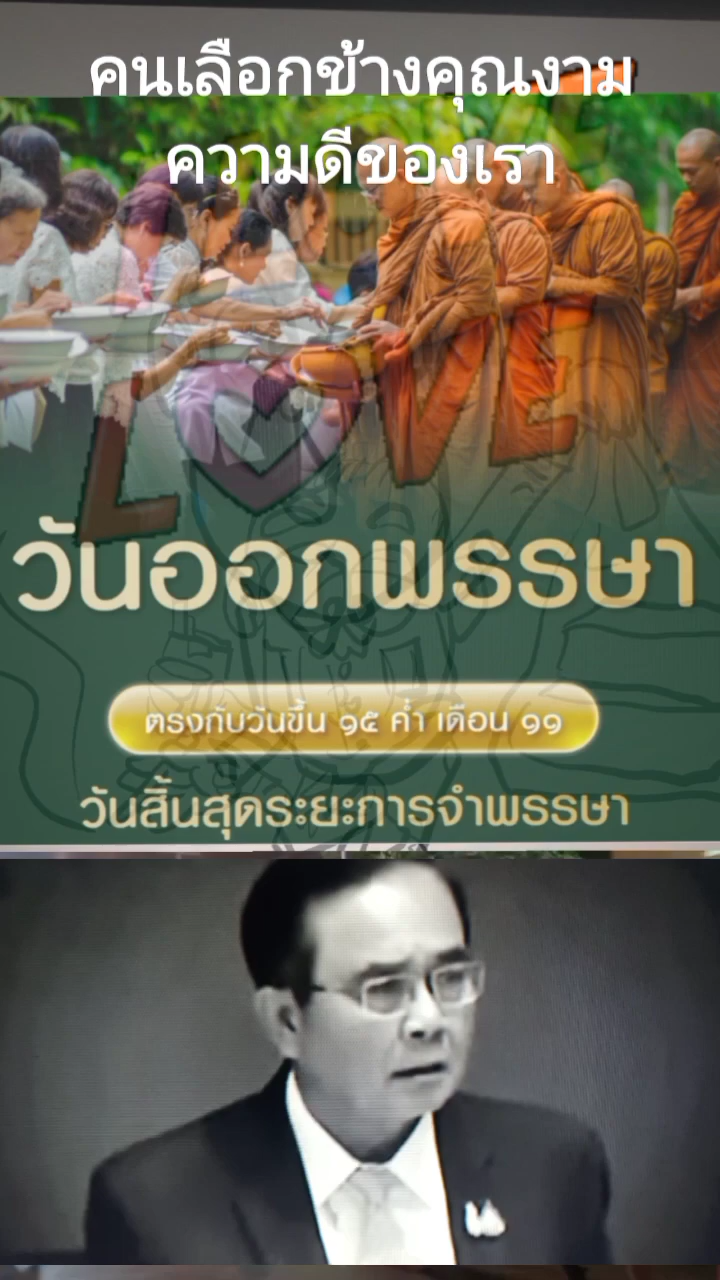 คนเลือกข้างคุณงาม
ความดีของเรา
LOVE
วันออกพรรษา
ตรงกับวันขึ้น ๑๕ ค่ำ เดือน ๑๑
วันสิ้นสุดระยะการจำพรรษา